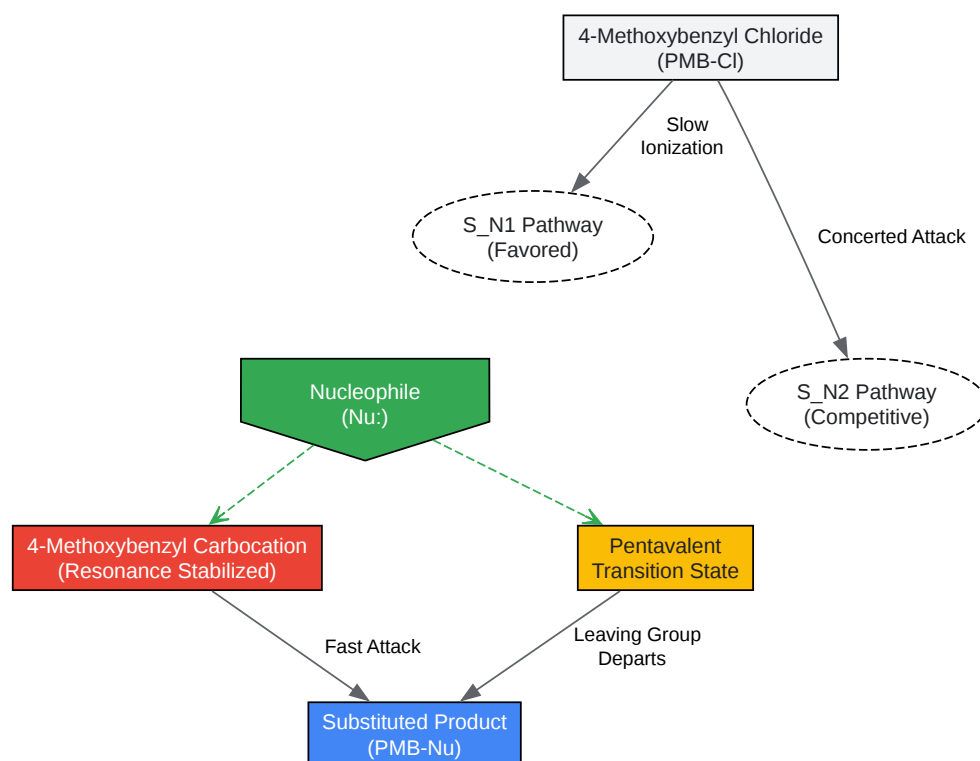 4-Methoxybenzyl Chloride
(PMB-Cl)
Slow
Ionization
S_N1 Pathway
(Favored)
Concerted Attack
Nucleophile
(Nu:)
S_N2 Pathway
(Competitive)
4-Methoxybenzyl Carbocation
(Resonance Stabilized)
Pentavalent
Transition State
Fast Attack
Leaving Group
Departs
Substituted Product
(PMB-Nu)